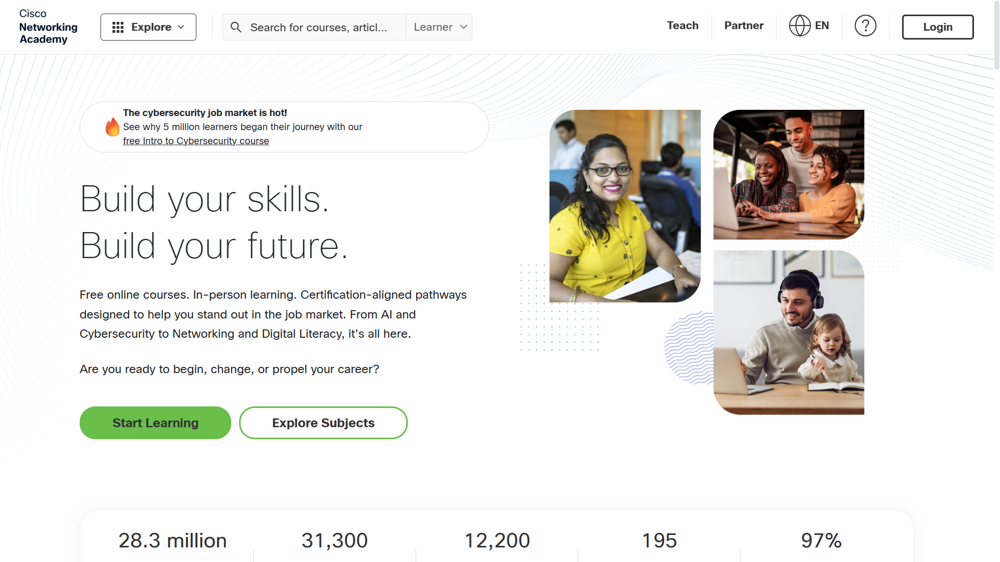 Cisco
Networking
Academy
Explore
Search for courses, articl...
Learner
Teach
Partner
EN
?
Login
The cybersecurity job market is hot!
See why 5 million learners began their journey with our
free Intro to Cybersecurity course
Build your skills.
Build your future.
Free online courses. In-person learning. Certification-aligned pathways
designed to help you stand out in the job market. From AI and
Cybersecurity to Networking and Digital Literacy, it’s all here.
Are you ready to begin, change, or propel your career?
Start Learning
Explore Subjects
28.3 million
31,300
12,200
195
97%